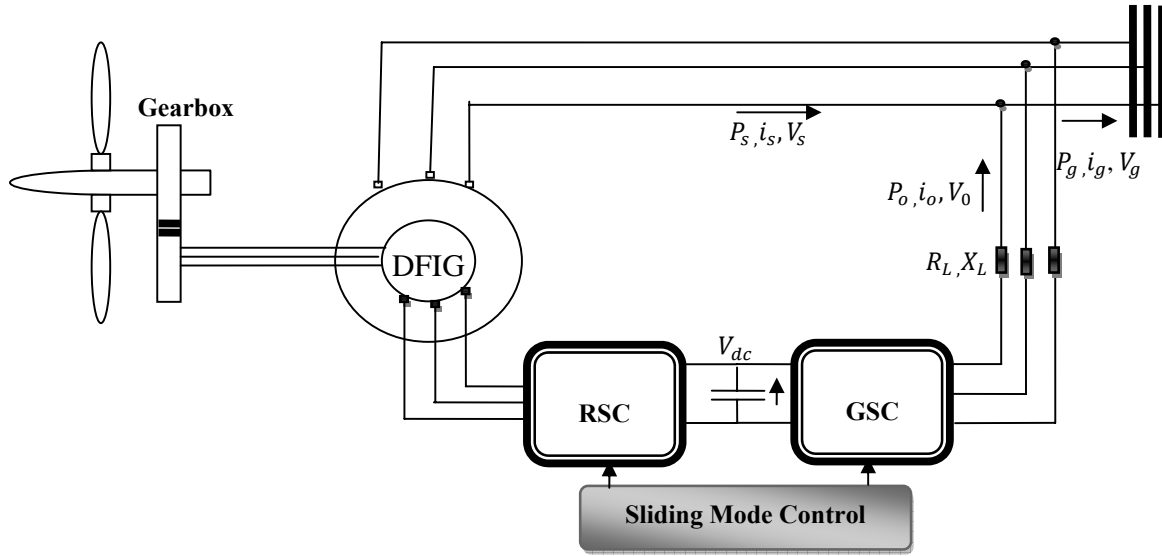 Gearbox
P_s, i_s, V_s
P_g, i_g, V_g
P_o, i_o, V_0
DFIG
R_L, X_L
V_dc
RSC
GSC
Sliding Mode Control